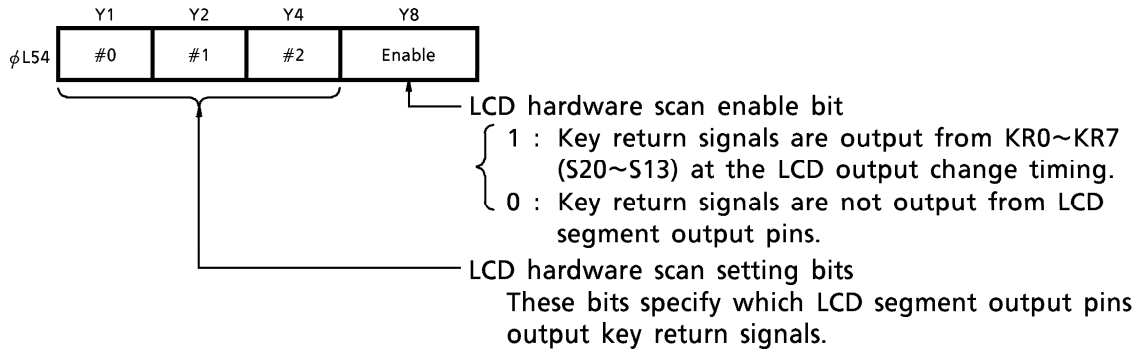 Y1 Y2 Y4 Y8
ϕL54 #0 #1 #2 Enable
LCD hardware scan enable bit
1 : Key return signals are output from KR0~KR7
(S20~S13) at the LCD output change timing.
0 : Key return signals are not output from LCD
segment output pins.
LCD hardware scan setting bits
These bits specify which LCD segment output pins
output key return signals.